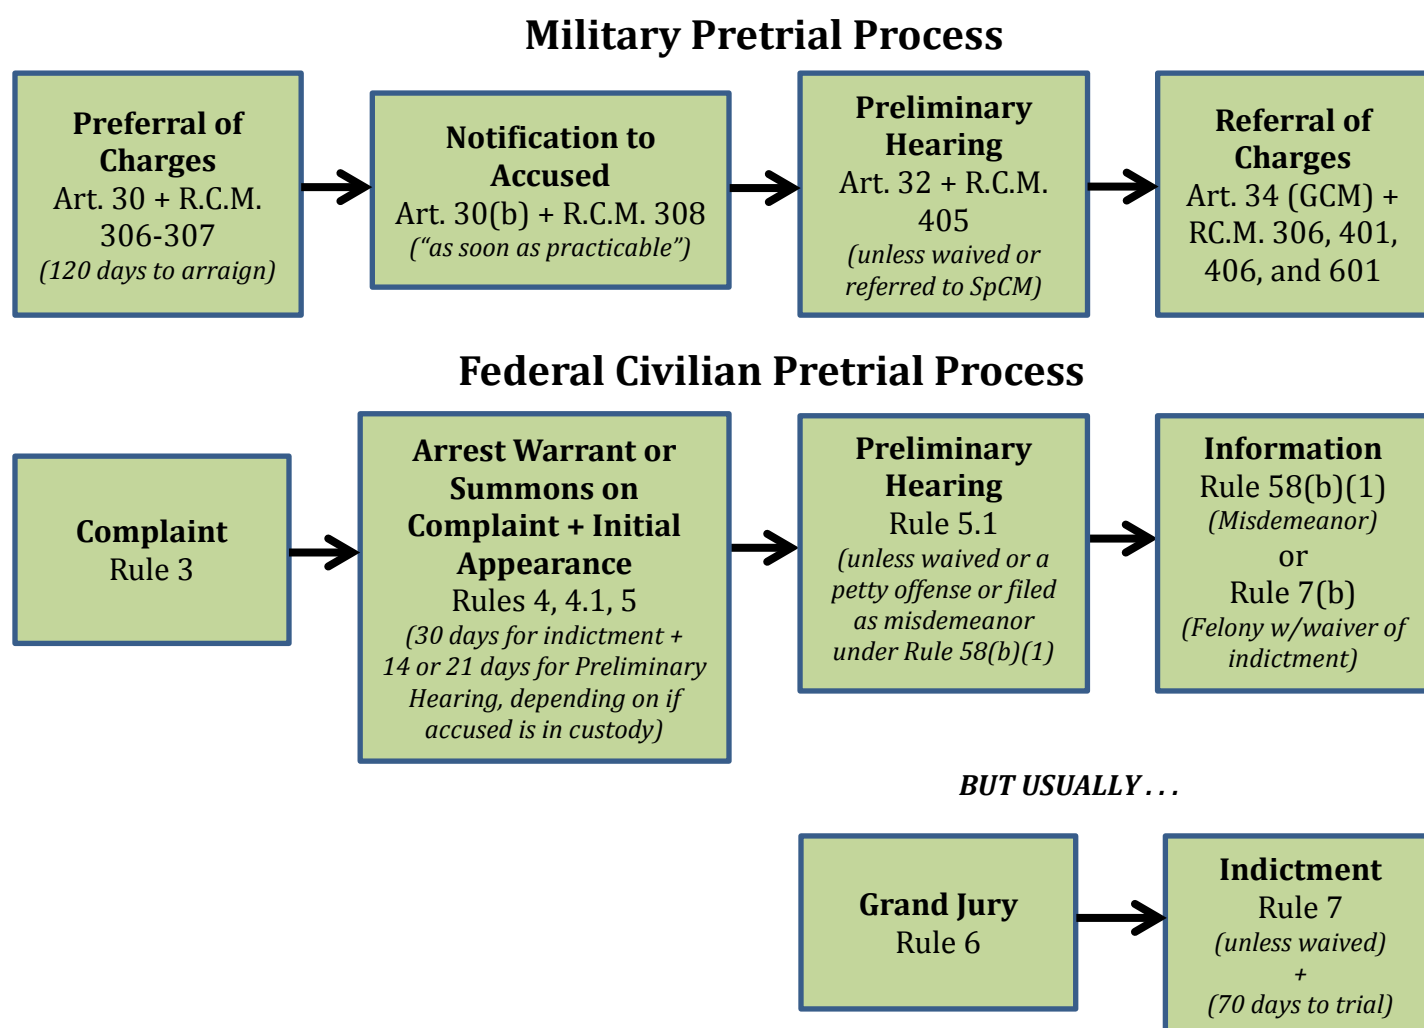 Military Pretrial Process
Preferral of
Charges
Art. 30 + R.C.M.
306-307
(120 days to arraign)
Notification to
Accused
Art. 30(b) + R.C.M. 308
(“as soon as practicable”)
Preliminary
Hearing
Art. 32 + R.C.M.
405
(unless waived or
referred to SpCM)
Referral of
Charges
Art. 34 (GCM) +
RC.M. 306, 401,
406, and 601
Federal Civilian Pretrial Process
Complaint
Rule 3
Arrest Warrant or
Summons on
Complaint + Initial
Appearance
Rules 4, 4.1, 5
(30 days for indictment +
14 or 21 days for Preliminary
Hearing, depending on if
accused is in custody)
Preliminary
Hearing
Rule 5.1
(unless waived or a
petty offense or filed
as misdemeanor
under Rule 58(b)(1)
Information
Rule 58(b)(1)
(Misdemeanor)
or
Rule 7(b)
(Felony w/waiver of
indictment)
BUT USUALLY . . .
Grand Jury
Rule 6
Indictment
Rule 7
(unless waived)
+
(70 days to trial)